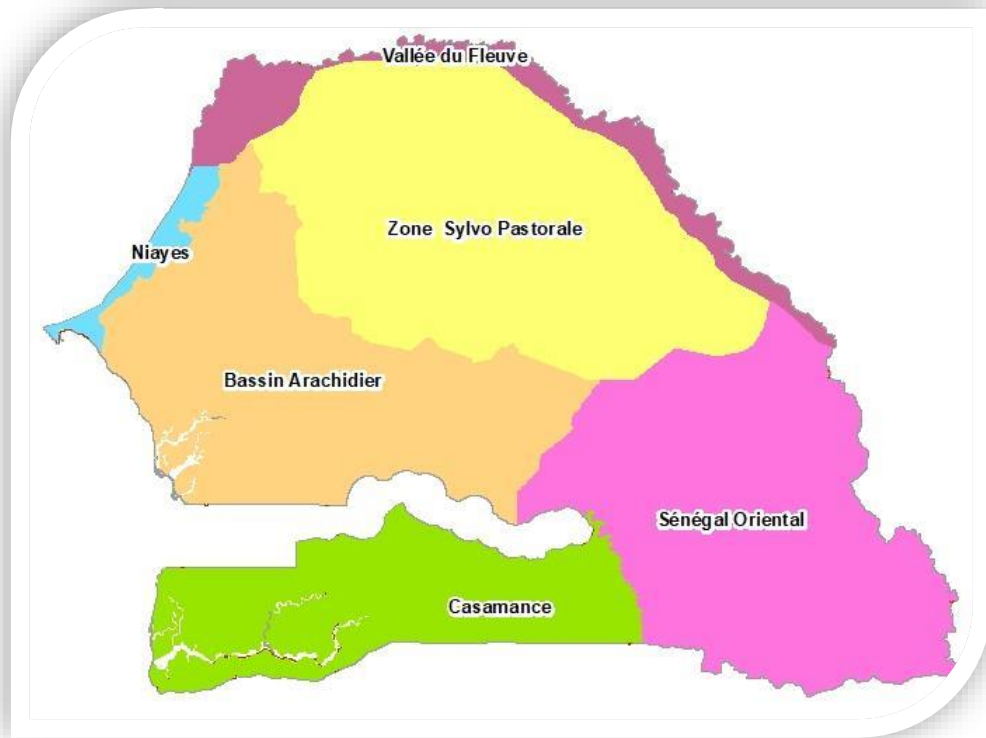 Vallée du Fleuve
Zone Sylvo Pastorale
Niayes
Bassin Arachidier
Sénégal Oriental
Casamance